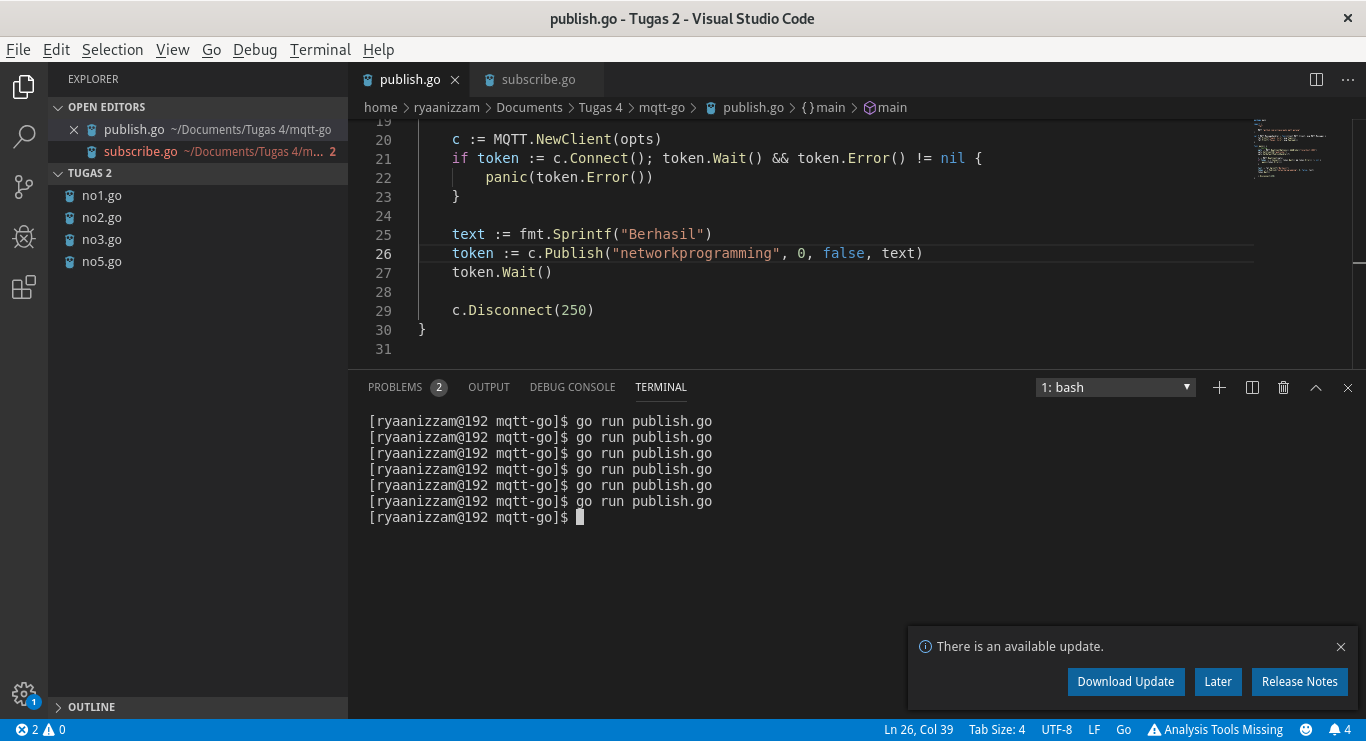 publish.go - Tugas 2 - Visual Studio Code
File Edit Selection View Go Debug Terminal Help
EXPLORER
OPEN EDITORS
publish.go ~/Documents/Tugas 4/mqtt-go
subscribe.go ~/Documents/Tugas 4/m... 2
TUGAS 2
no1.go
no2.go
no3.go
no5.go
OUTLINE
1
publish.go subscribe.go
home > ryaanizzam > Documents > Tugas 4 > mqtt-go > publish.go > {} main > main
19
20 c := MQTT.NewClient(opts)
21 if token := c.Connect(); token.Wait() && token.Error() != nil {
22 panic(token.Error())
23 }
24
25 text := fmt.Sprintf("Berhasil")
26 token := c.Publish("networkprogramming", 0, false, text)
27 token.Wait()
28
29 c.Disconnect(250)
30 }
31
PROBLEMS 2 OUTPUT DEBUG CONSOLE TERMINAL 1: bash
[ryaanizzam@192 mqtt-go]$ go run publish.go
[ryaanizzam@192 mqtt-go]$ go run publish.go
[ryaanizzam@192 mqtt-go]$ go run publish.go
[ryaanizzam@192 mqtt-go]$ go run publish.go
[ryaanizzam@192 mqtt-go]$ go run publish.go
[ryaanizzam@192 mqtt-go]$ go run publish.go
[ryaanizzam@192 mqtt-go]$
There is an available update.
Download Update Later Release Notes
2 0 Ln 26, Col 39 Tab Size: 4 UTF-8 LF Go Analysis Tools Missing 4